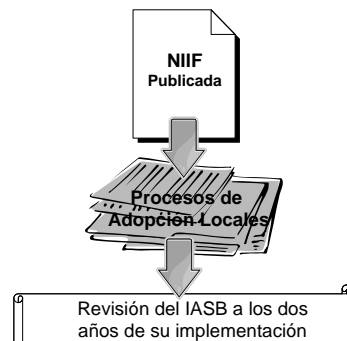 NIIF
Publicada
Procesos de
Adopción Locales
Revisión del IASB a los dos
años de su implementación